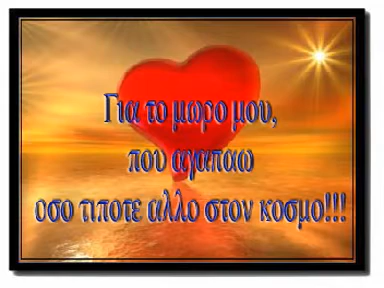 Για το μωρο μου,
που αγαπαω
οσο τιποτε αλλο στον κοσμο!!!